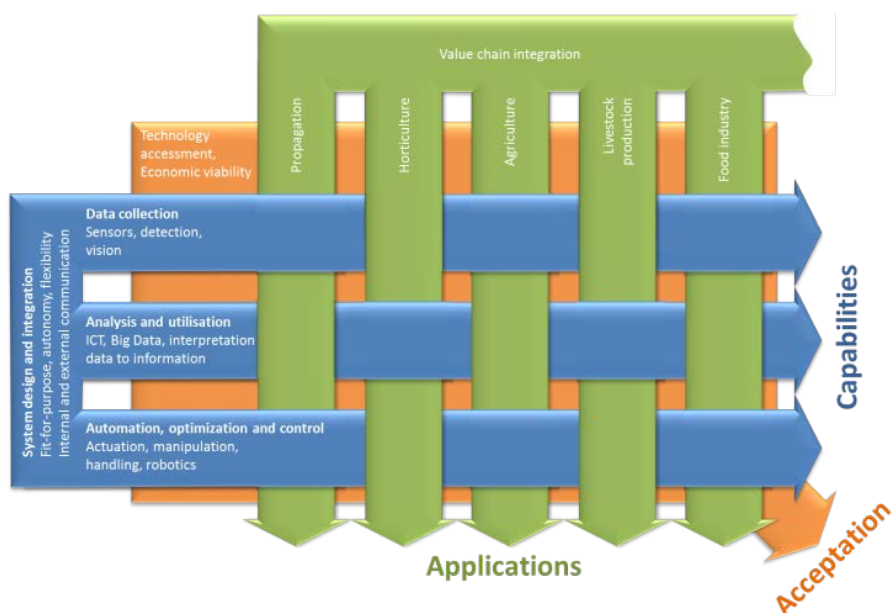 Value chain integration
Propagation
Horticulture
Agriculture
Livestock
production
Food industry
Technology
assessment,
Economic viability
System design and integration
Fit-for-purpose, autonomy, flexibility
Internal and external communication
Data collection
Sensors, detection,
vision
Analysis and utilisation
ICT, Big Data, interpretation
data to information
Automation, optimization and control
Actuation, manipulation,
handling, robotics
Capabilities
Applications
Acceptation